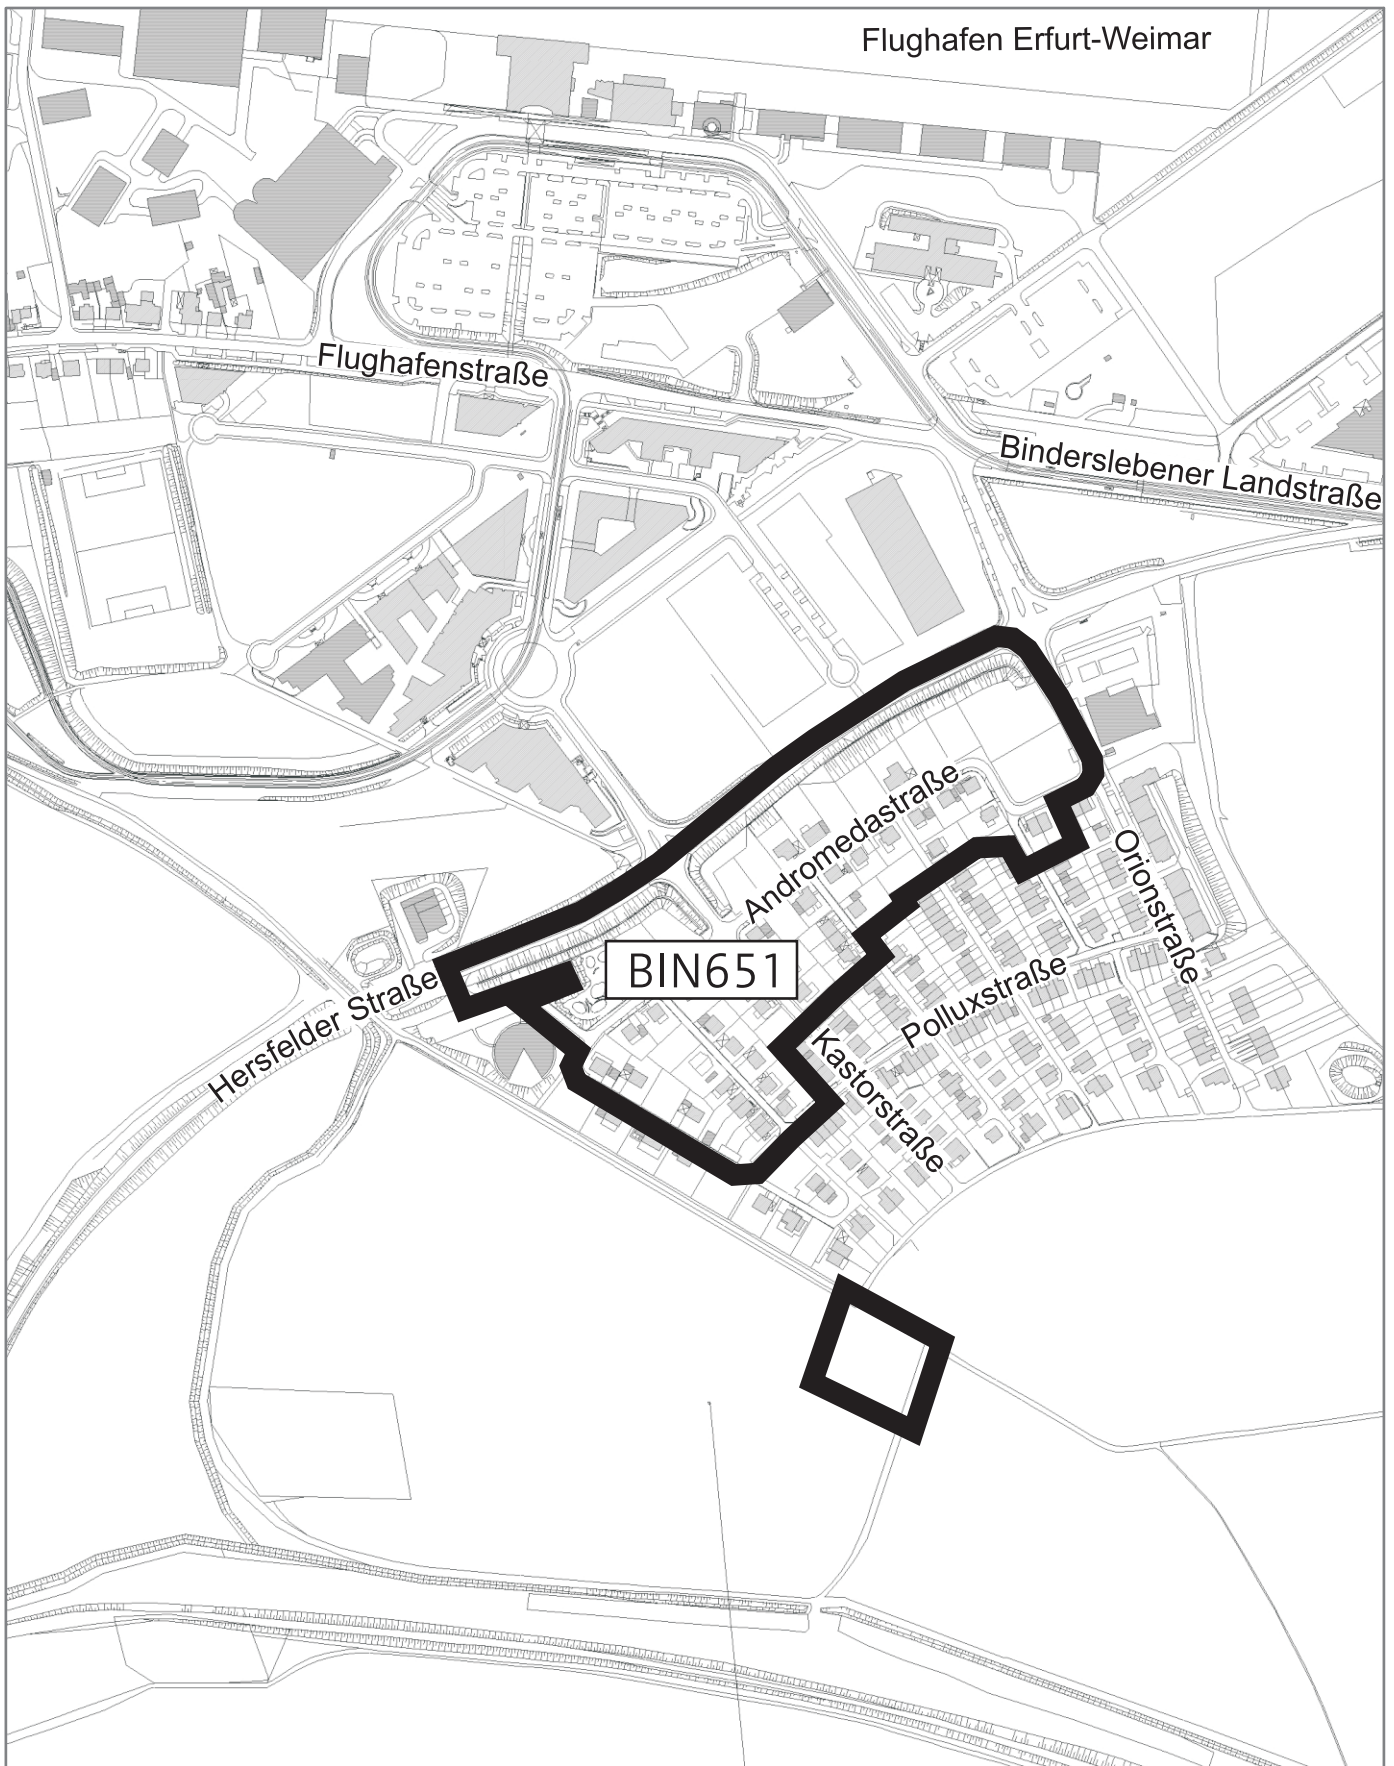 Flughafen Erfurt-Weimar
Flughafenstraße
Binderslebener Landstraße
Andromedastraße
Orionstraße
BIN651
Hersfelder Straße
Polluxstraße
Kastorstraße